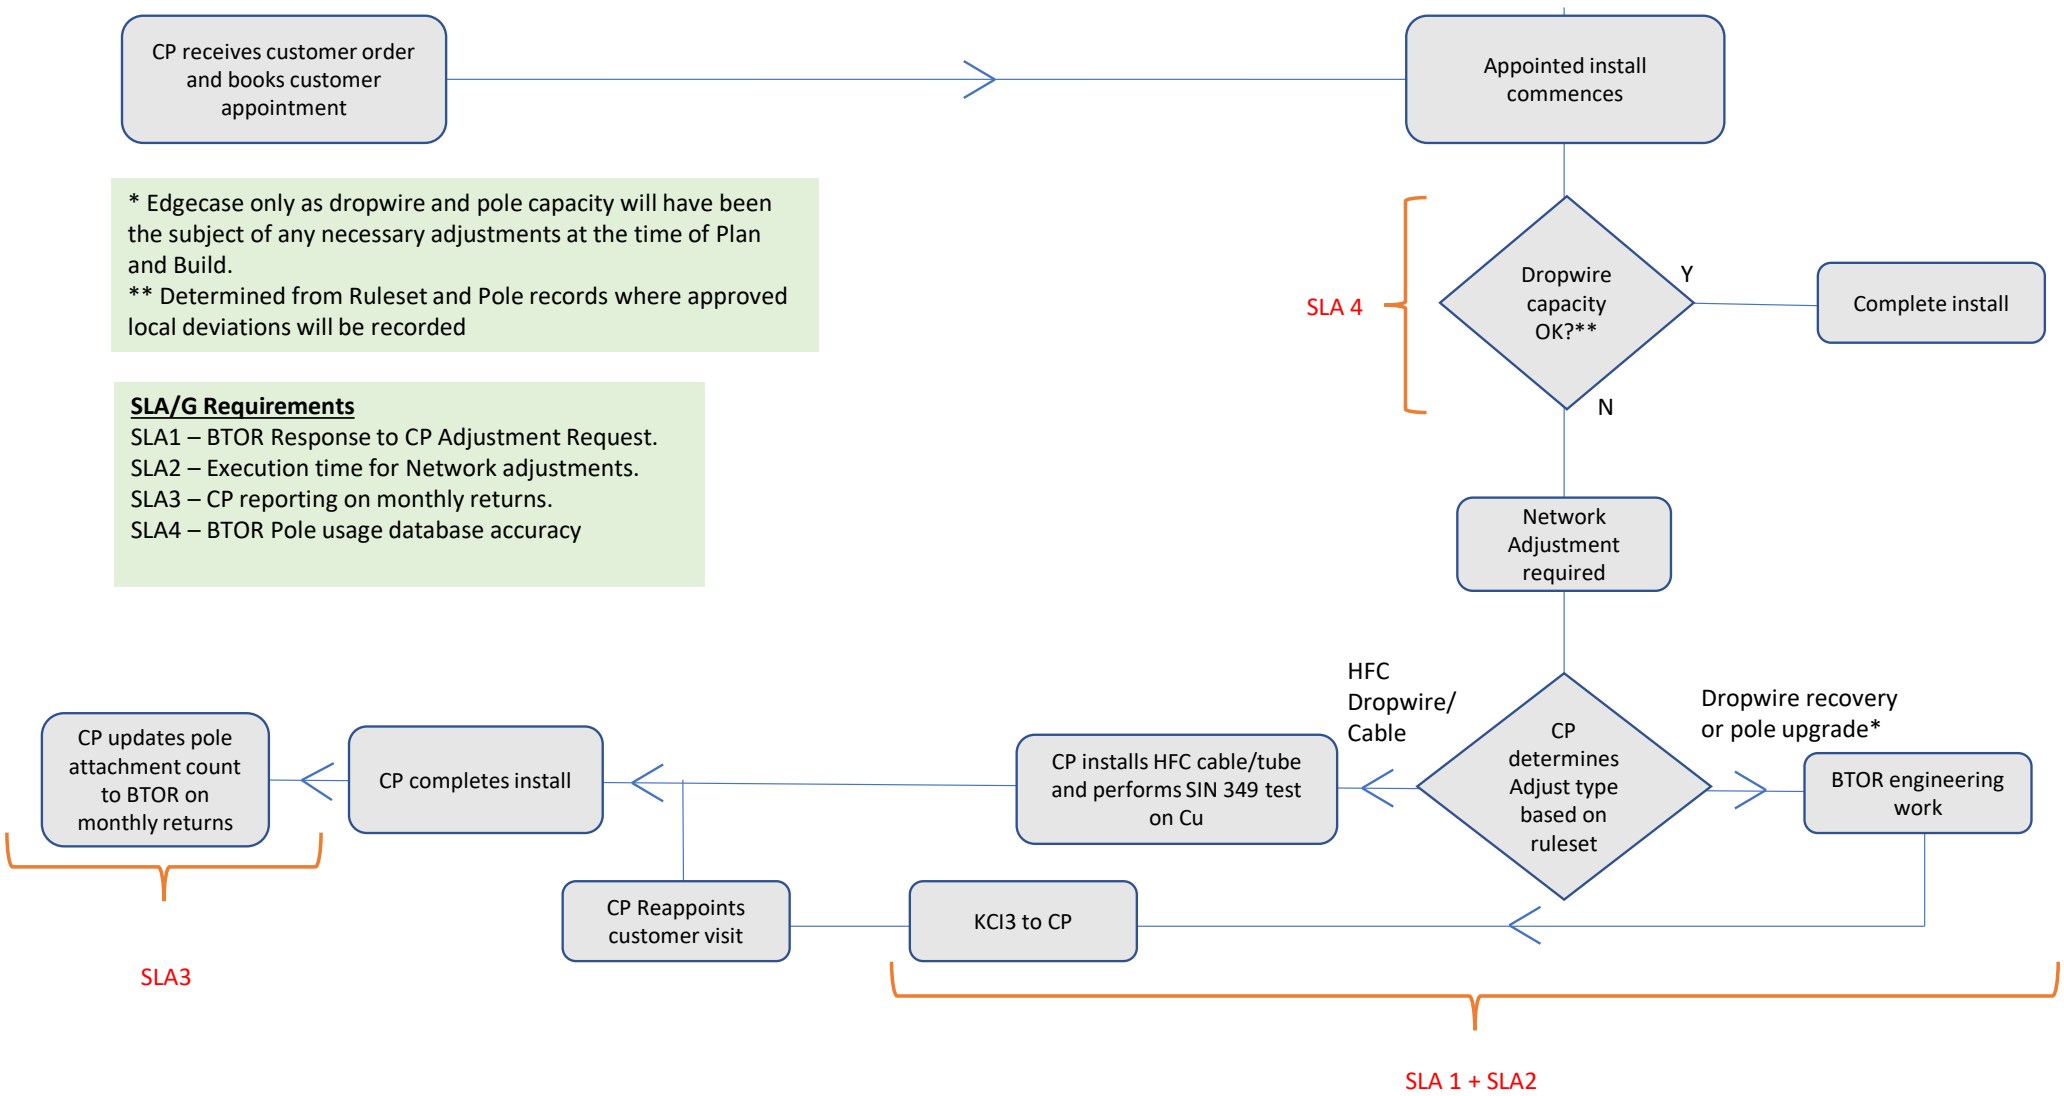 CP receives customer order
and books customer
appointment
Appointed install
commences
* Edgecase only as dropwire and pole capacity will have been
the subject of any necessary adjustments at the time of Plan
and Build.
** Determined from Ruleset and Pole records where approved
local deviations will be recorded
SLA 4
Dropwire
capacity
OK?**
Y
Complete install
N
SLA/G Requirements
SLA1 – BTOR Response to CP Adjustment Request.
SLA2 – Execution time for Network adjustments.
SLA3 – CP reporting on monthly returns.
SLA4 – BTOR Pole usage database accuracy
Network
Adjustment
required
HFC
Dropwire/
Cable
Dropwire recovery
or pole upgrade*
CP
determines
Adjust type
based on
ruleset
BTOR engineering
work
CP installs HFC cable/tube
and performs SIN 349 test
on Cu
CP completes install
CP updates pole
attachment count
to BTOR on
monthly returns
CP Reappoints
customer visit
KCI3 to CP
SLA3
SLA 1 + SLA2